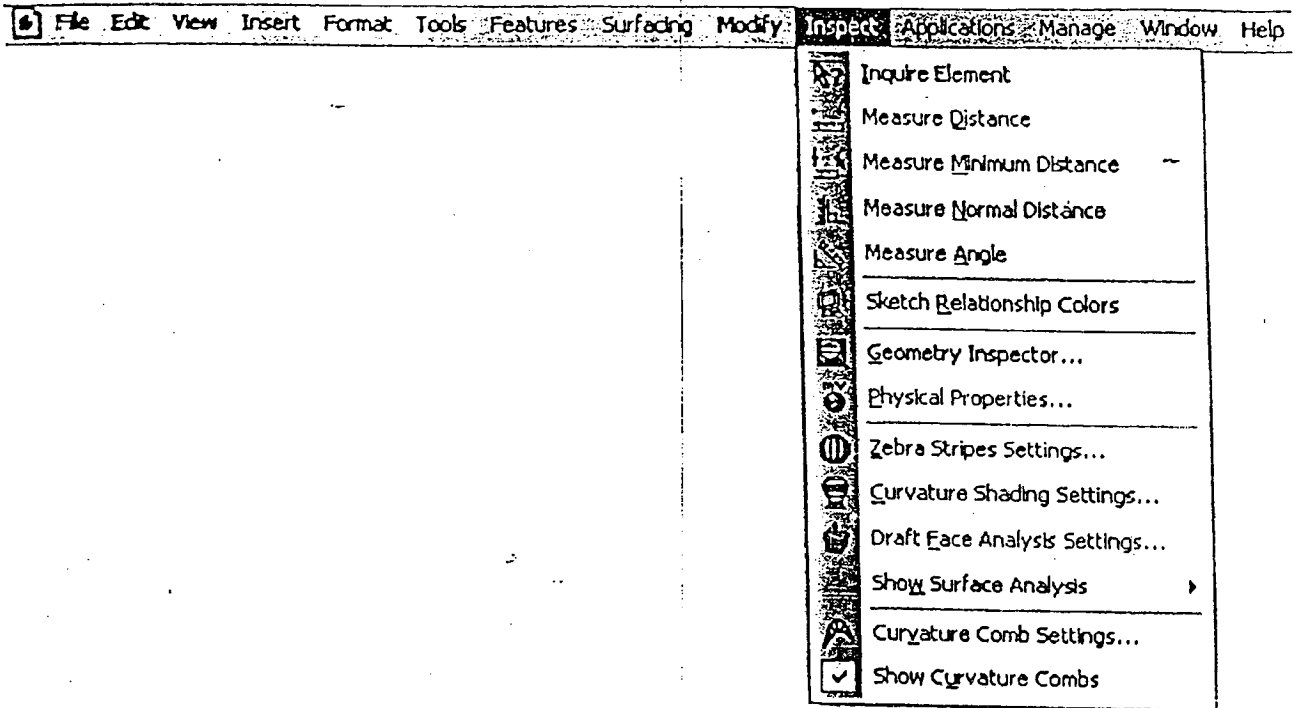 File Edit View Insert Format Tools Features Surfacing Modify Inspect Applications Manage Window Help
Inquire Element
Measure Distance
Measure Minimum Distance
Measure Normal Distance
Measure Angle
Sketch Relationship Colors
Geometry Inspector...
Physical Properties...
Zebra Stripes Settings...
Curvature Shading Settings...
Draft Face Analysis Settings...
Show Surface Analysis
Curvature Comb Settings...
Show Curvature Combs